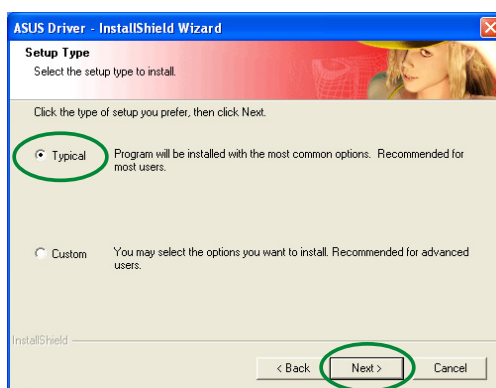 ASUS Driver - InstallShield Wizard
Setup Type
Select the setup type to install.
Click the type of setup you prefer, then click Next.
Typical Program will be installed with the most common options. Recommended for
most users.
Custom You may select the options you want to install. Recommended for advanced
users.
InstallShield
< Back Next > Cancel